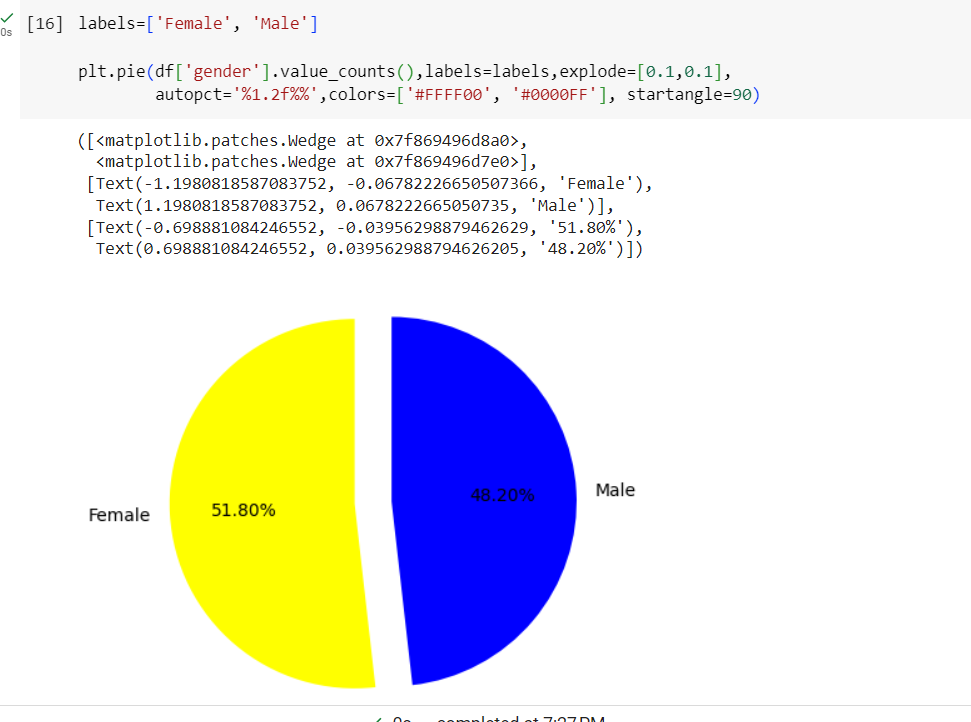 0s
[16] labels=['Female', 'Male']
plt.pie(df['gender'].value_counts(),labels=labels,explode=[0.1,0.1],
autopct='%1.2f%%',colors=['#FFFF00', '#0000FF'], startangle=90)
([<matplotlib.patches.Wedge at 0x7f869496d8a0>,
<matplotlib.patches.Wedge at 0x7f869496d7e0>],
[Text(-1.1980818587083752, -0.06782226650507366, 'Female'),
Text(1.1980818587083752, 0.0678222665050735, 'Male')],
[Text(-0.698881084246552, -0.03956298879462629, '51.80%'),
Text(0.698881084246552, 0.039562988794626205, '48.20%')])
Female
51.80%
48.20%
Male
0s completed at 7:27 PM